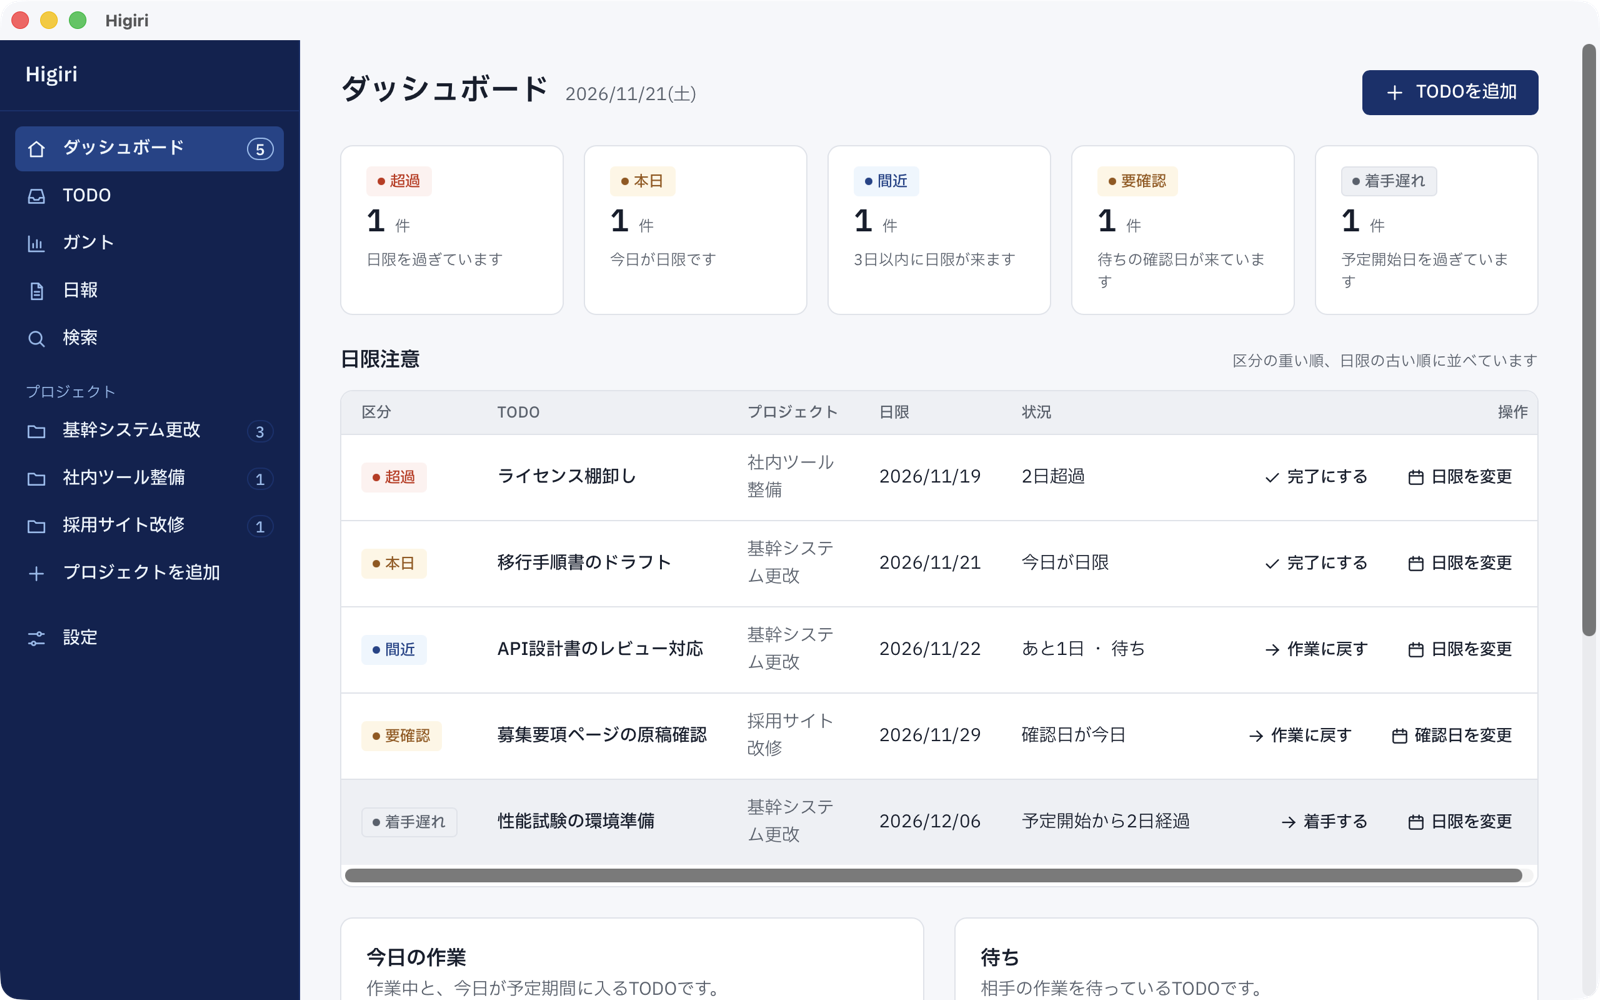 Higiri
Higiri
ダッシュボード 5
TODO
ガント
日報
検索
プロジェクト
基幹システム更改 3
社内ツール整備 1
採用サイト改修 1
プロジェクトを追加
設定
ダッシュボード 2026/11/21(土)
TODOを追加
超過
1 件
日限を過ぎています
本日
1 件
今日が日限です
間近
1 件
3日以内に日限が来ます
要確認
1 件
待ちの確認日が来ていま
す
着手遅れ
1 件
予定開始日を過ぎていま
す
日限注意
区分の重い順、日限の古い順に並べています
区分 TODO プロジェクト 日限 状況 操作
超過 ライセンス棚卸し 社内ツール
整備 2026/11/19 2日超過 完了にする 日限を変更
本日 移行手順書のドラフト 基幹システ
ム更改 2026/11/21 今日が日限 完了にする 日限を変更
間近 API設計書のレビュー対応 基幹システ
ム更改 2026/11/22 あと1日 ・ 待ち 作業に戻す 日限を変更
要確認 募集要項ページの原稿確認 採用サイト
改修 2026/11/29 確認日が今日 作業に戻す 確認日を変更
着手遅れ 性能試験の環境準備 基幹システ
ム更改 2026/12/06 予定開始から2日経過 着手する 日限を変更
今日の作業
作業中と、今日が予定期間に入るTODOです。
待ち
相手の作業を待っているTODOです。